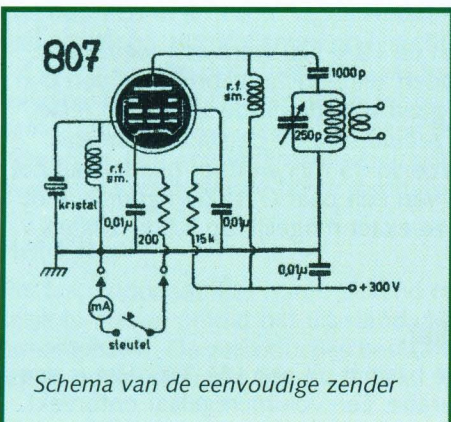 807
1000p
r.f.
sm.
250p
r.f.
sm.
kristal
0,01µ
200
15k
0,01µ
0,01µ
+300V
mA
sleutel
Schema van de eenvoudige zender